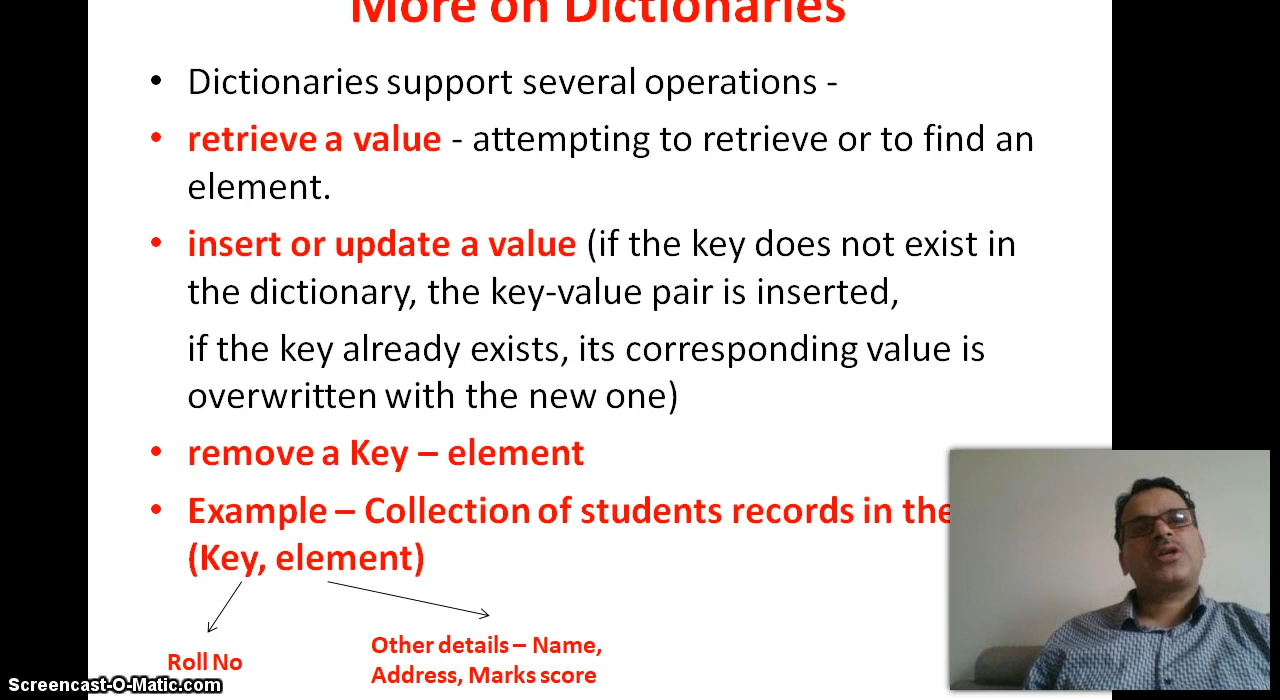 More on Dictionaries
• Dictionaries support several operations -
• retrieve a value - attempting to retrieve or to find an
element.
• insert or update a value (if the key does not exist in
the dictionary, the key-value pair is inserted,
if the key already exists, its corresponding value is
overwritten with the new one)
• remove a Key – element
• Example – Collection of students records in the
(Key, element)
Roll No
Other details – Name,
Address, Marks score
Screencast-O-Matic.com